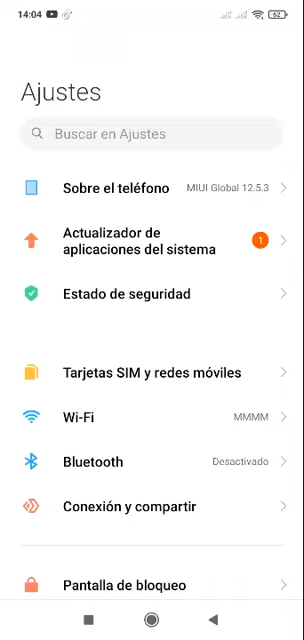 14:04
52
Ajustes
Buscar en Ajustes
Sobre el teléfono MIUI Global 12.5.3
Actualizador de
aplicaciones del sistema
1
Estado de seguridad
Tarjetas SIM y redes móviles
Wi-Fi MMMM
Bluetooth Desactivado
Conexión y compartir
Pantalla de bloqueo